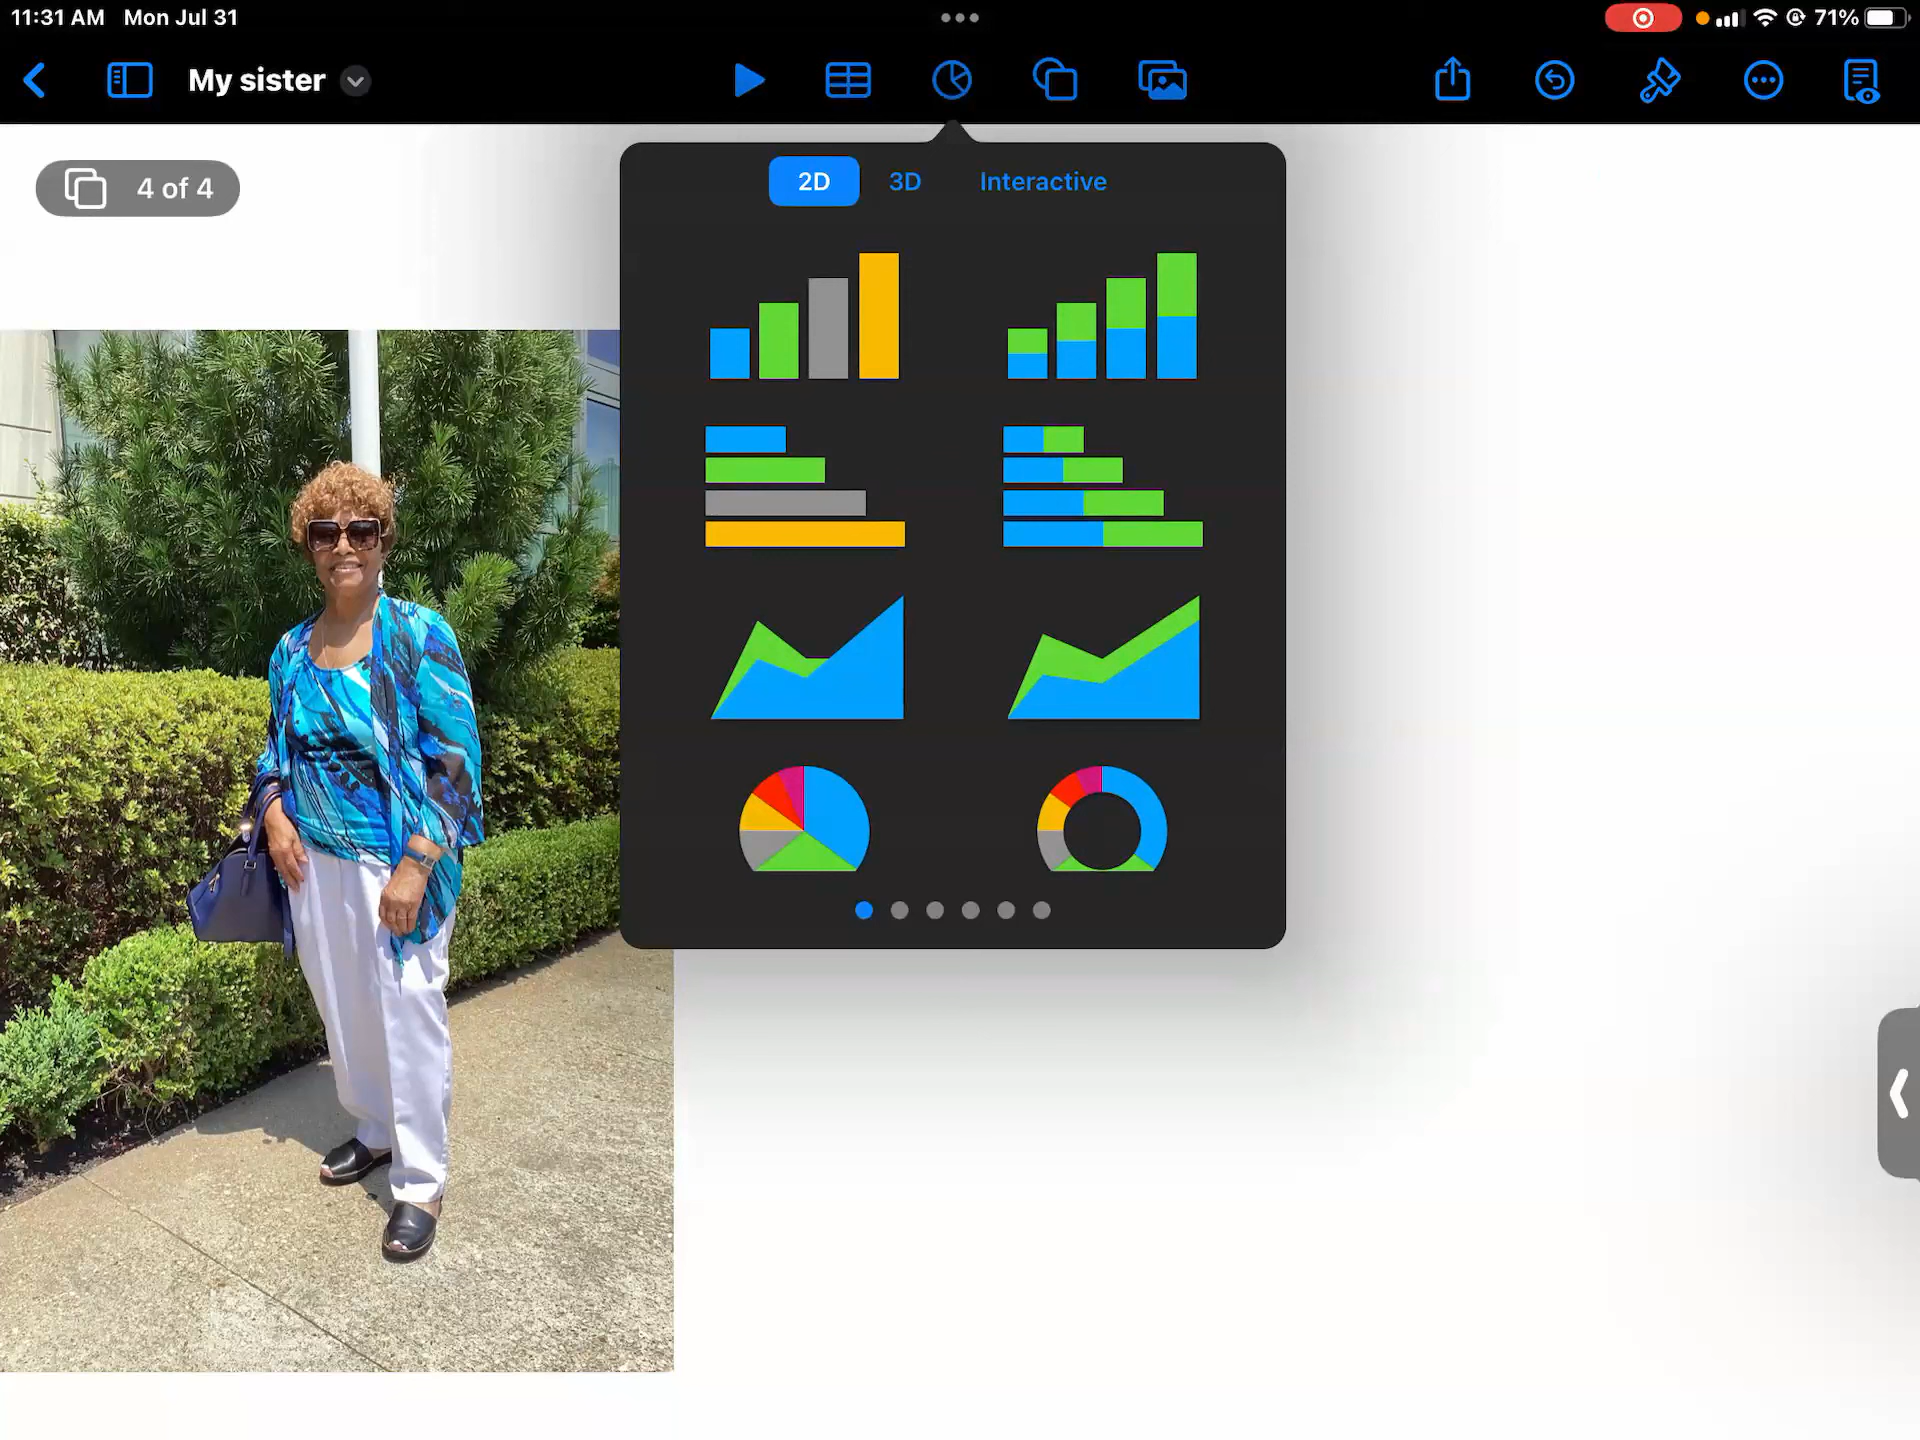 11:31 AM Mon Jul 31
71%
My sister
4 of 4
2D 3D Interactive